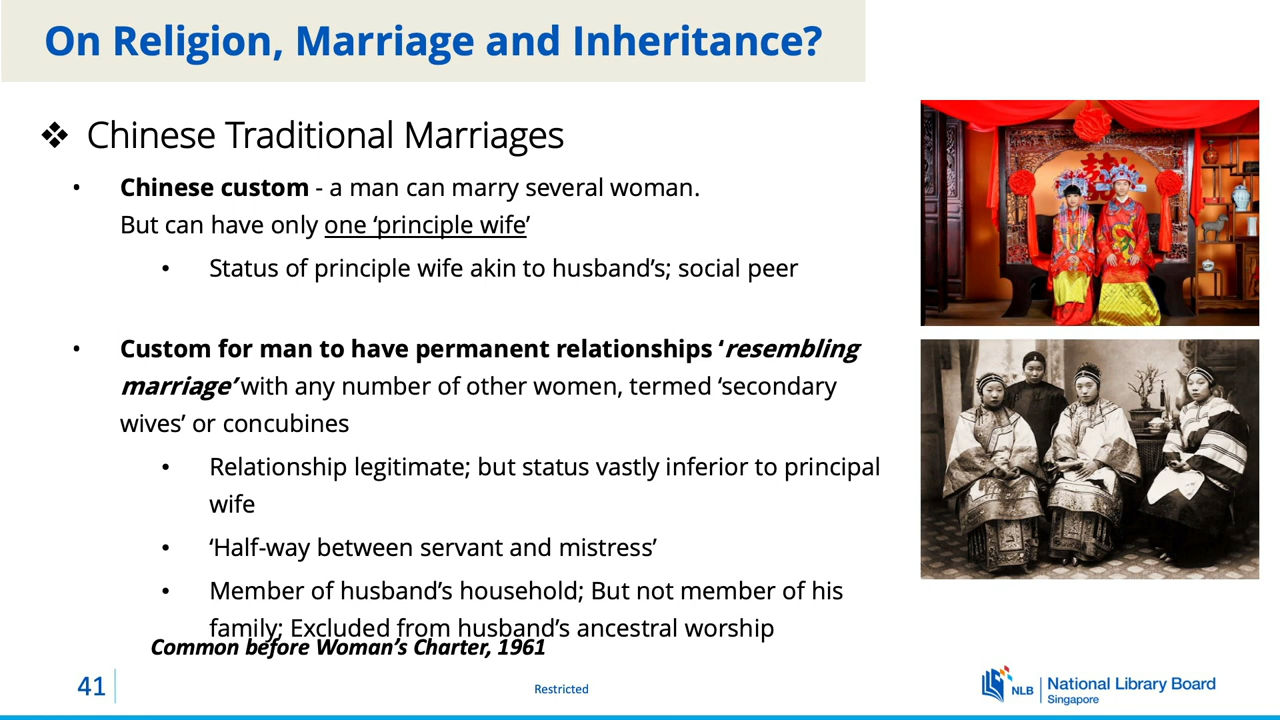 On Religion, Marriage and Inheritance?
❖ Chinese Traditional Marriages
• Chinese custom - a man can marry several woman.
But can have only one ‘principle wife’
• Status of principle wife akin to husband’s; social peer
• Custom for man to have permanent relationships ‘resembling
marriage’ with any number of other women, termed ‘secondary
wives’ or concubines
• Relationship legitimate; but status vastly inferior to principal
wife
• ‘Half-way between servant and mistress’
• Member of husband’s household; But not member of his
family; Excluded from husband’s ancestral worship
Common before Woman’s Charter, 1961
41
Restricted
NLB
National Library Board
Singapore
囍